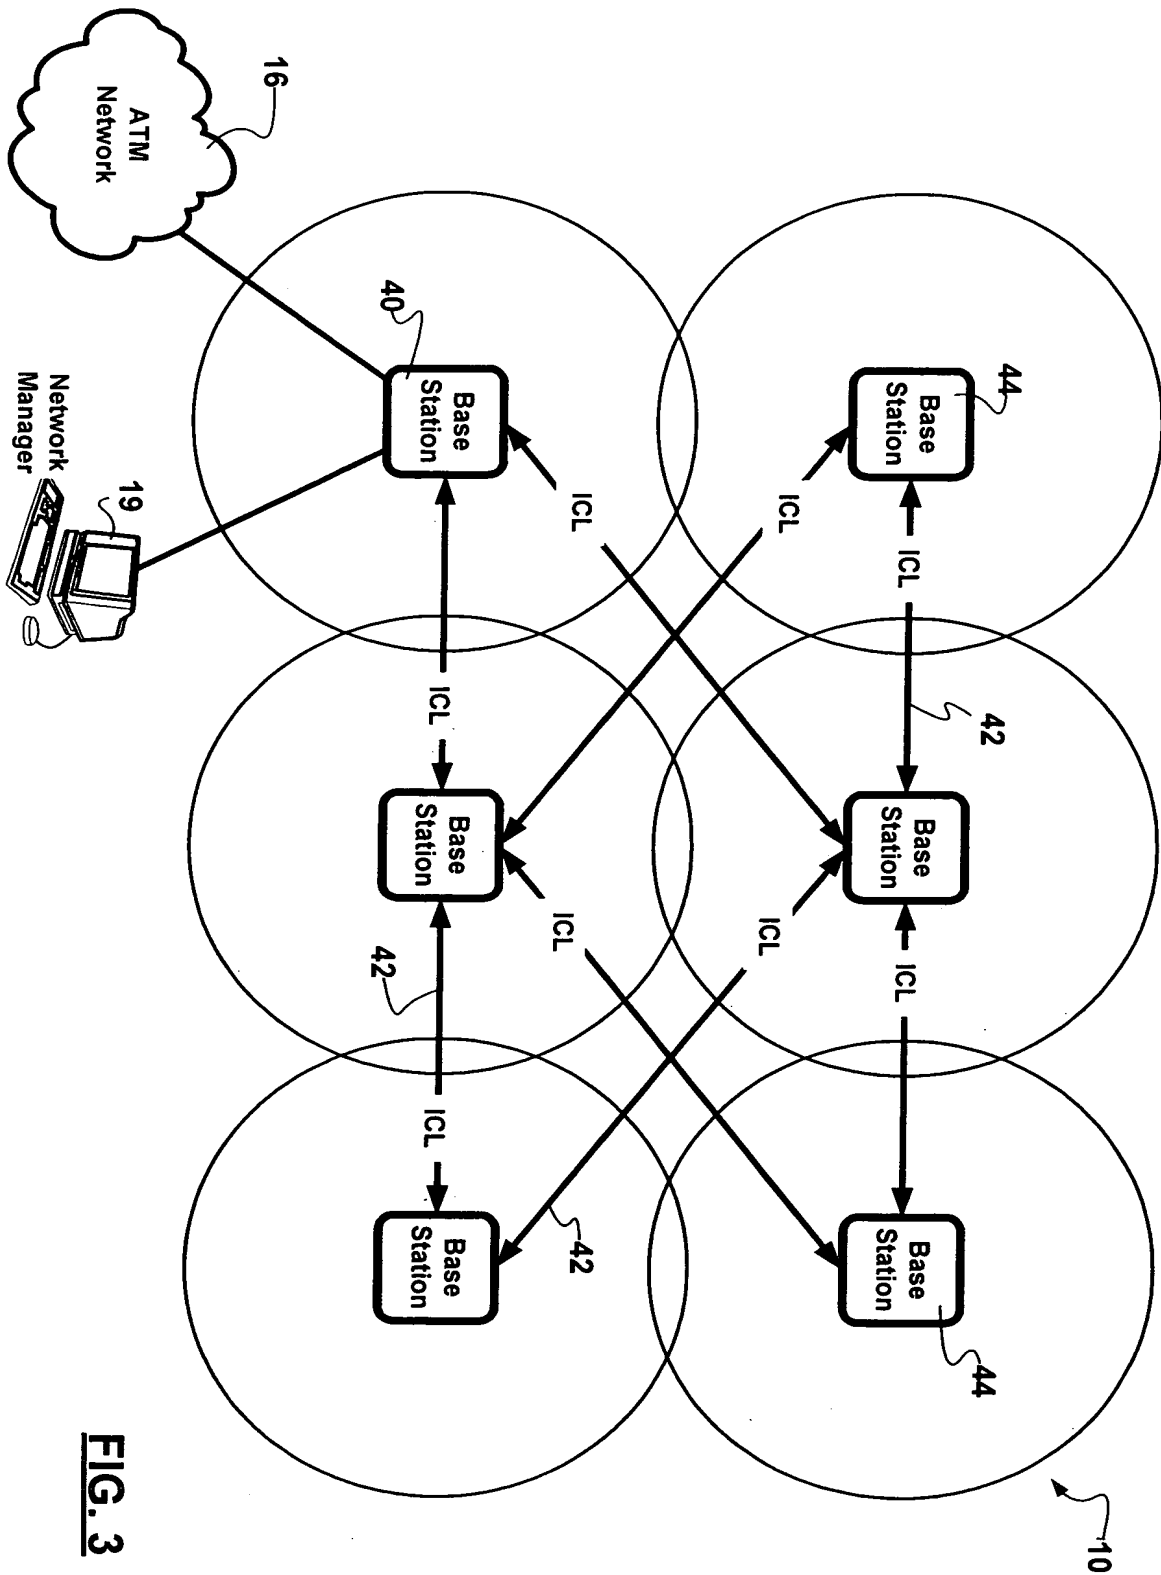 10
44
42
44
Base
Station
ICL
Base
Station
ICL
Base
Station
ICL
ICL
ICL
ICL
42
Base
Station
ICL
Base
Station
ICL
Base
Station
40
42
16
ATM
Network
19
Network
Manager
FIG. 3